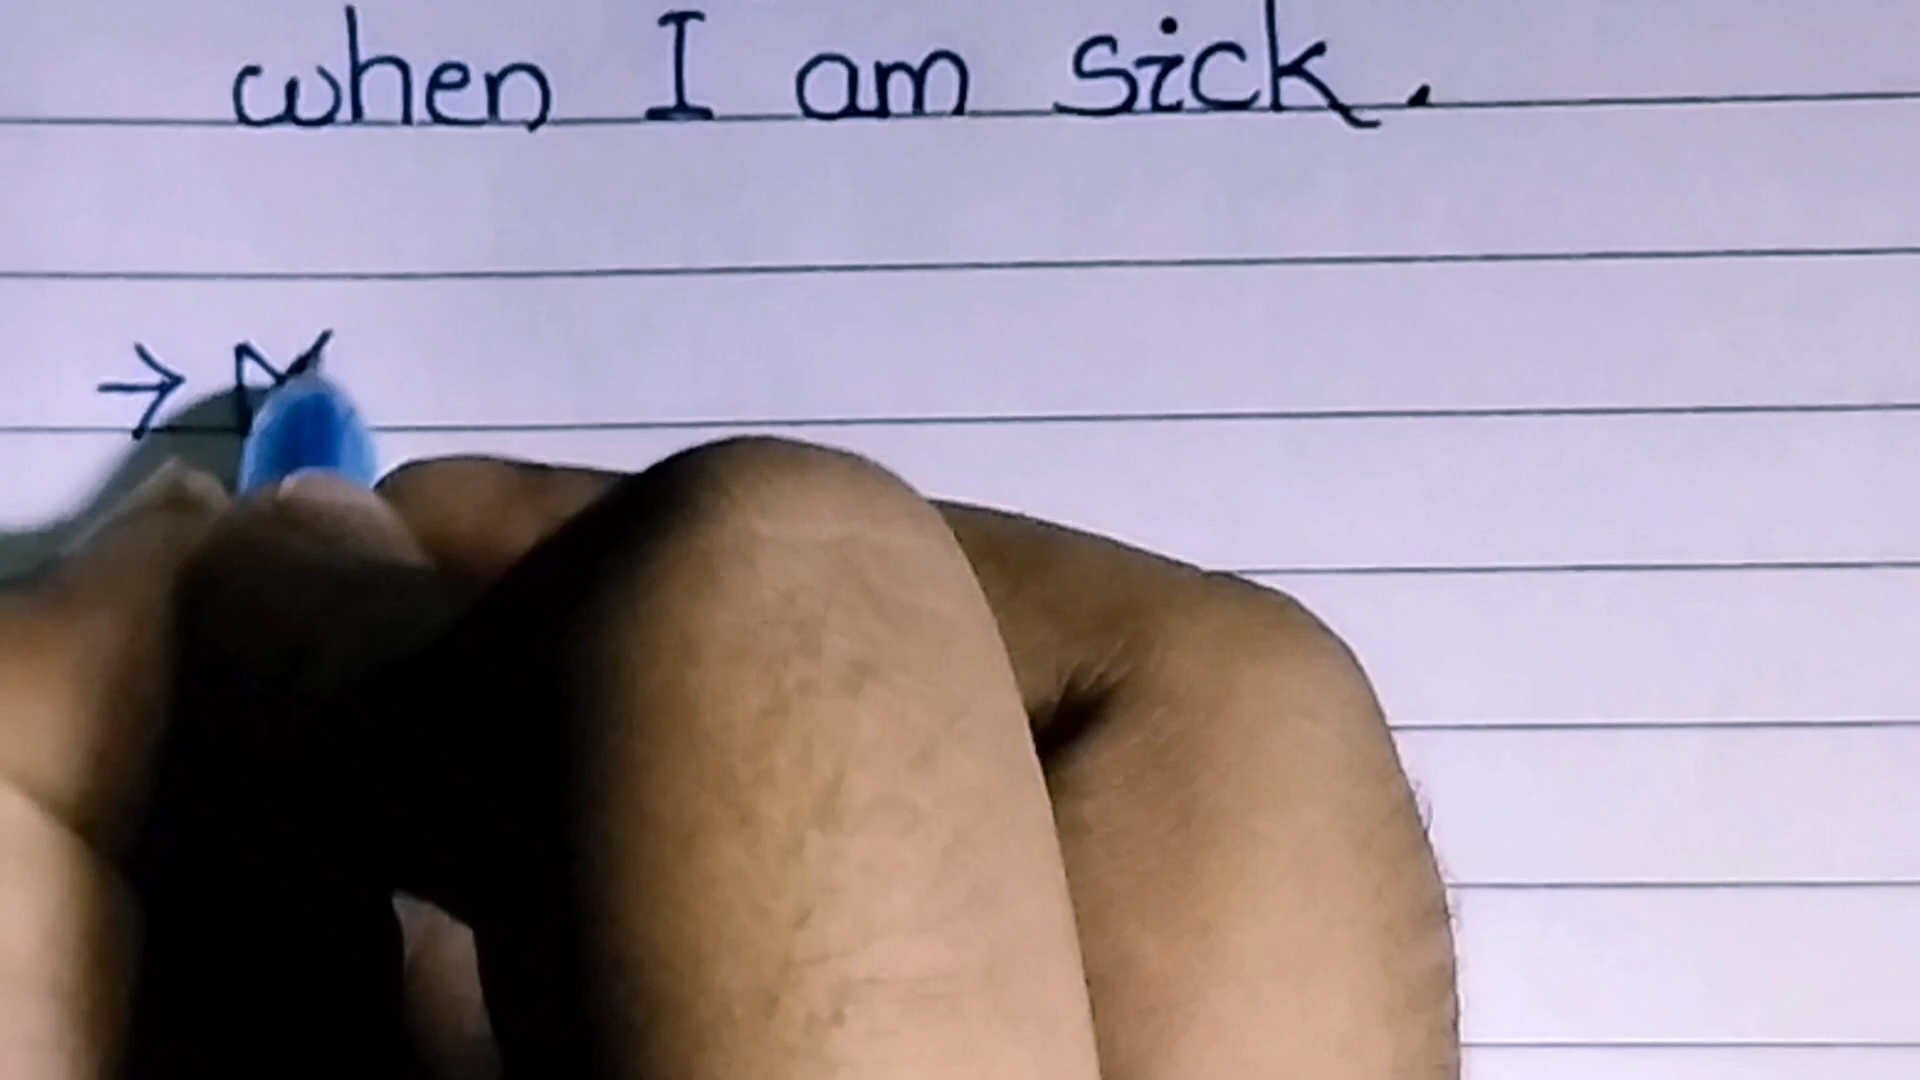 when I am sick.
→